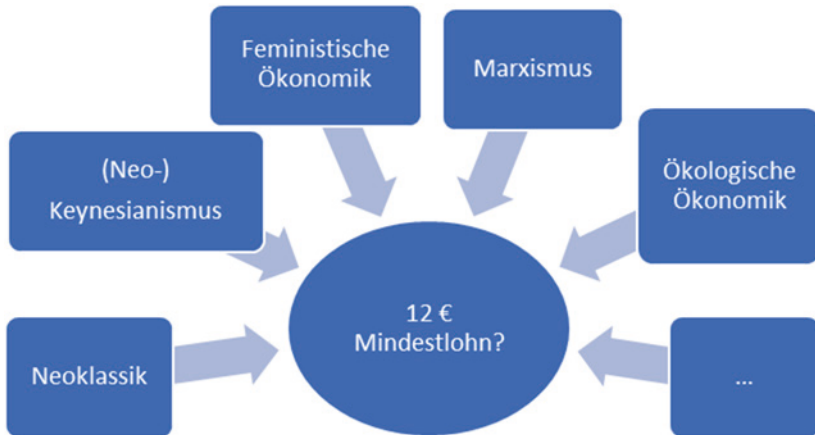 Feministische
Ökonomik
Marxismus
(Neo-)
Keynesianismus
Ökologische
Ökonomik
12 €
Mindestlohn?
Neoklassik
...